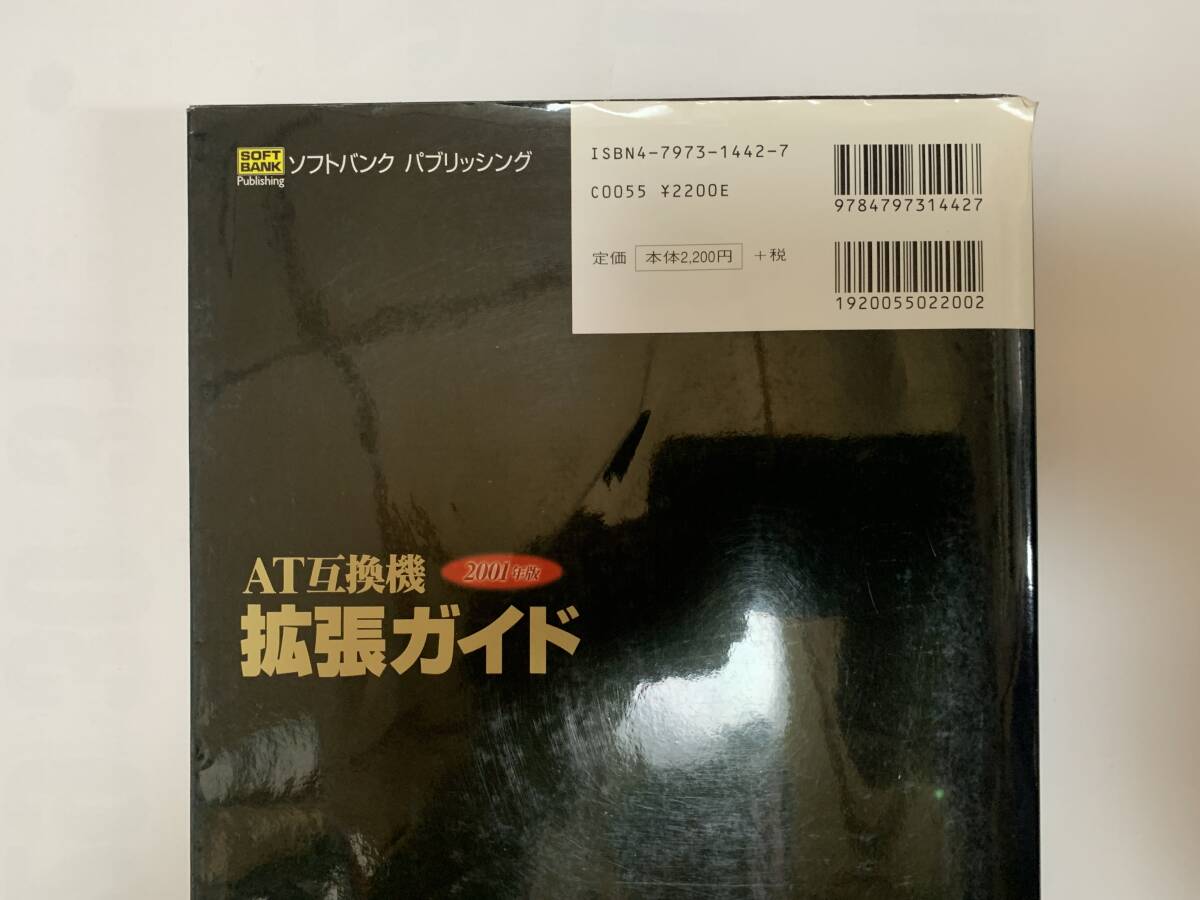 SOFT
BANK
Publishing
ソフトバンク パブリッシング
ISBN4-7973-1442-7
C0055 ¥2200E
定価 本体2,200円 +税
9784797314427
1920055022002
AT互換機 2001年版
拡張ガイド